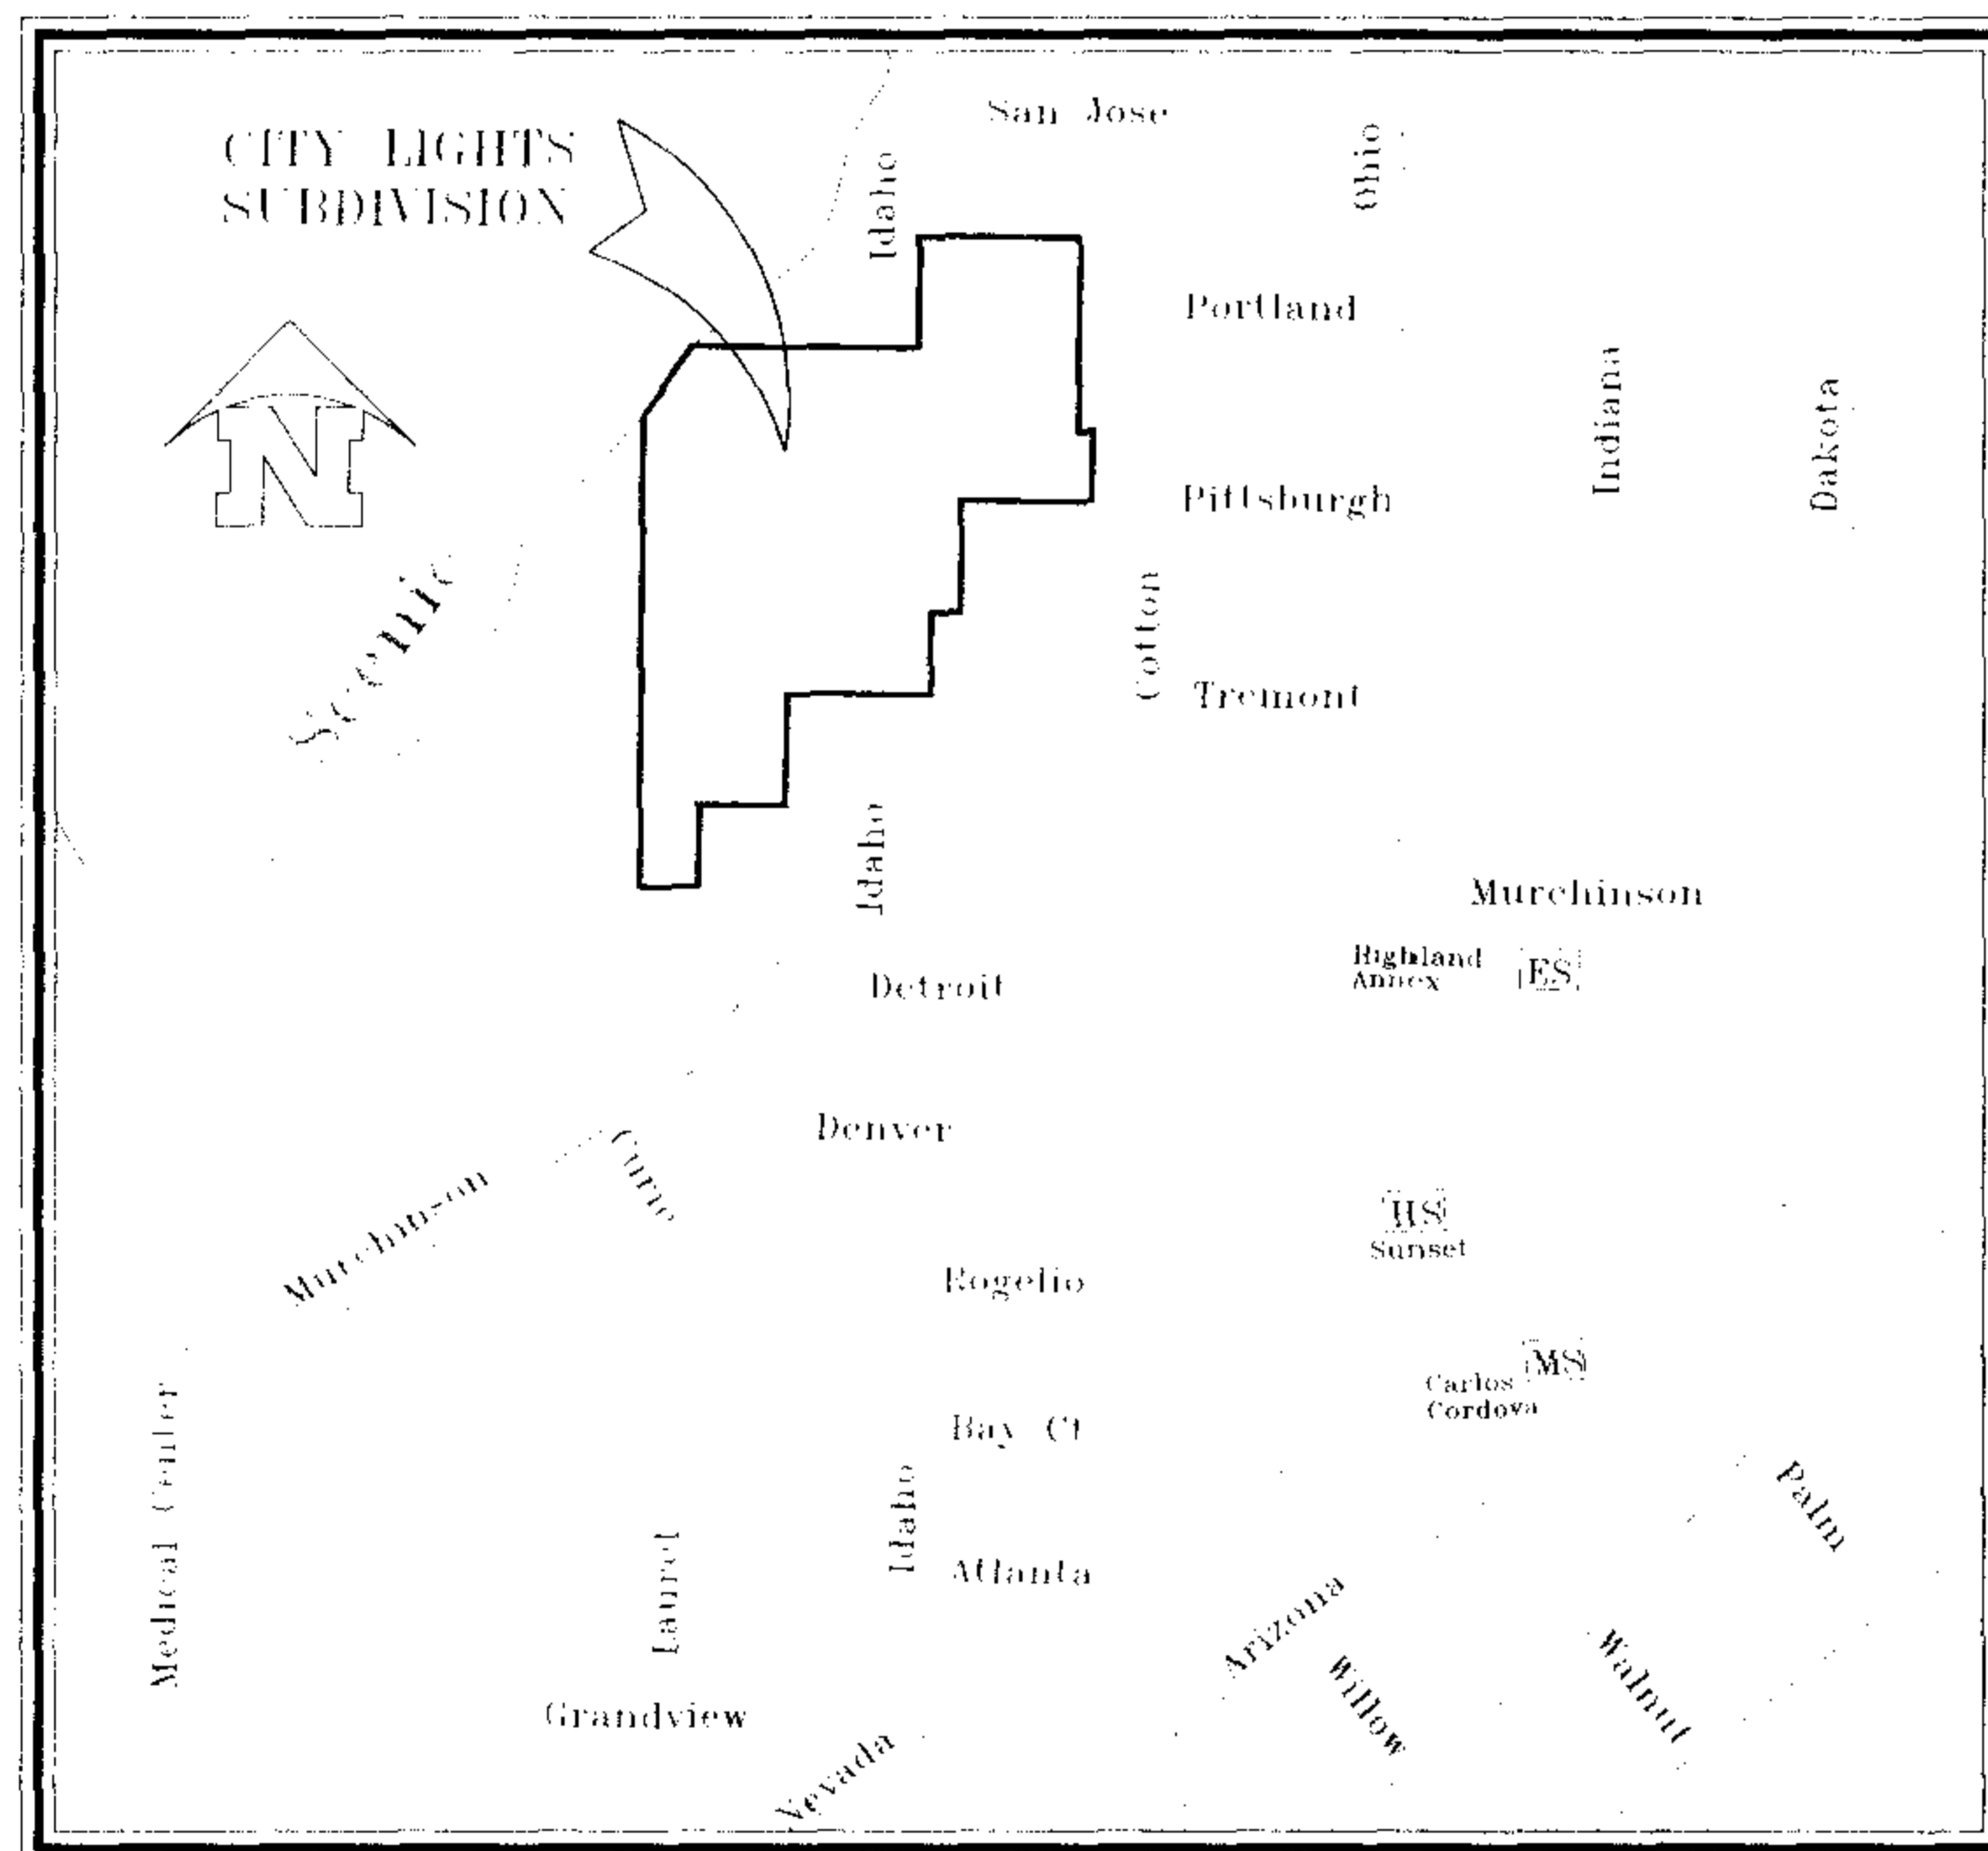 San Jose
CITY LIGHTS
SUBDIVISION
Ohio
Idaho
Portland
Indiana
Dakota
N
Pittsburgh
Scenic
Cotton
Tremont
Idaho
Murchinson
Highland
Annex
ES
Detroit
Denver
Curie
Murchinson
HS
Sunset
Rogelio
MS
Carlos
Cordova
Bay Ct
Medical Center
Idaho
Palm
Laurel
Atlanta
Arizona
Willow
Walnut
Grandview
Nevada